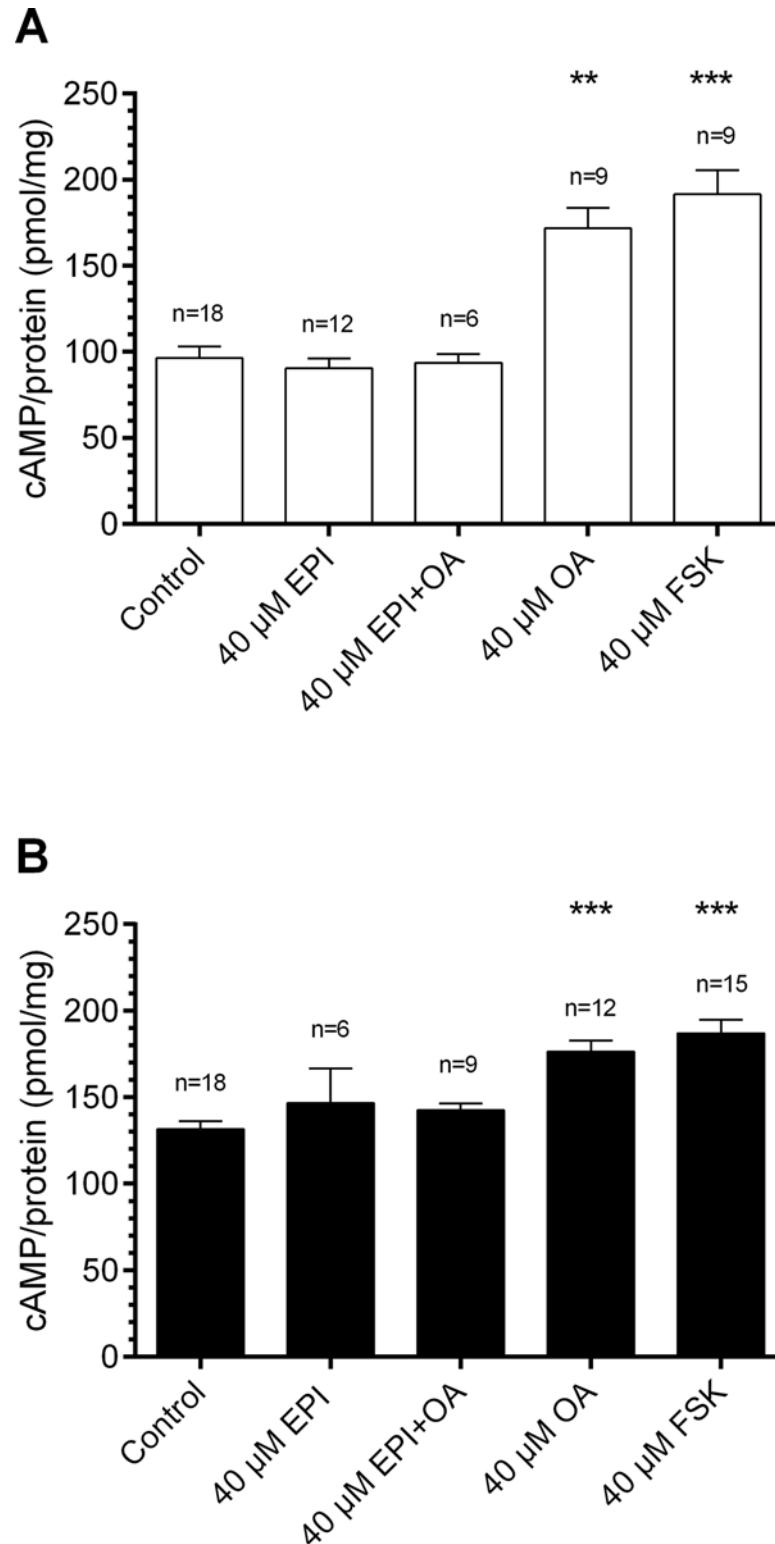 A
cAMP/protein (pmol/mg)
250
200
150
100
50
0
** ***
n=18 n=12 n=6 n=9 n=9
Control
40 µM EPI
40 µM EPI+OA
40 µM OA
40 µM FSK
B
cAMP/protein (pmol/mg)
250
200
150
100
50
0
*** ***
n=18 n=6 n=9 n=12 n=15
Control
40 µM EPI
40 µM EPI+OA
40 µM OA
40 µM FSK